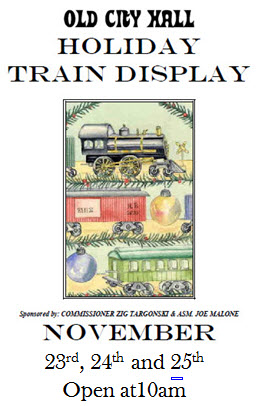 OLD CITY HALL
HOLIDAY
TRAIN DISPLAY
Sponsored by: COMMISSIONER ZIG TARGONSKI & ASM. JOE MALONE
NOVEMBER
23rd, 24th and 25th
Open at10am